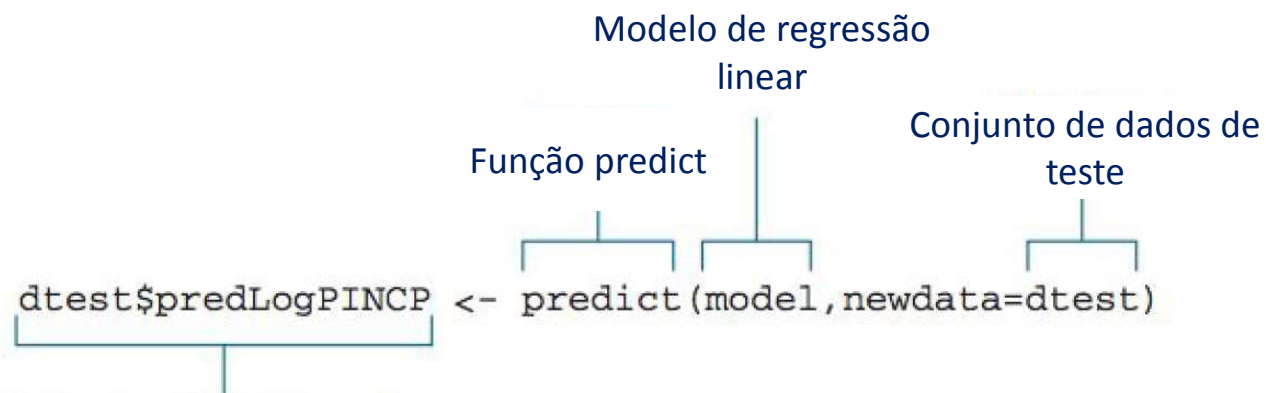 Modelo de regressão
linear
Conjunto de dados de
teste
Função predict
dtest$predLogPINCP <- predict(model,newdata=dtest)